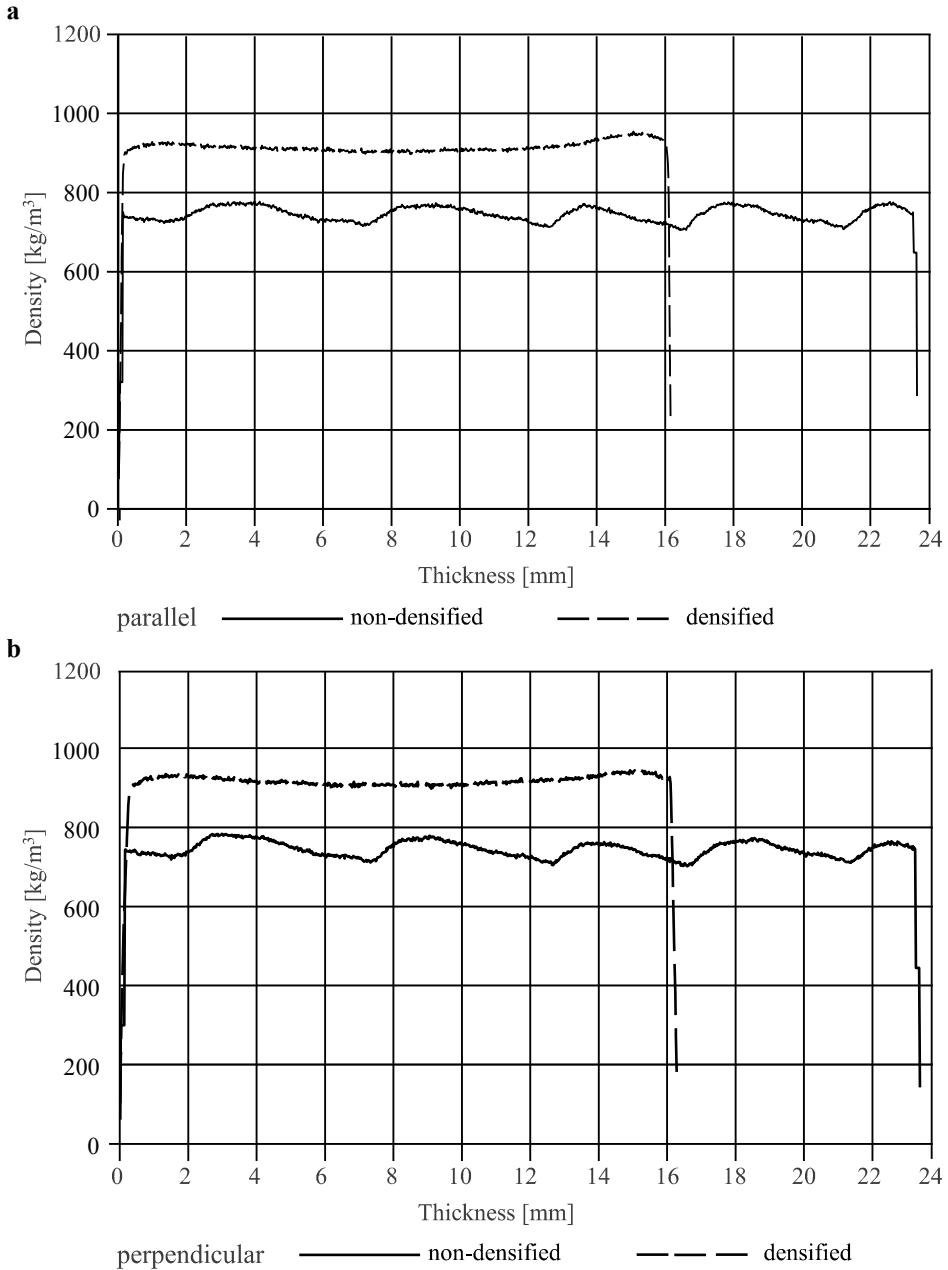 a
1200
1000
800
600
400
200
0
Density [kg/m³]
0 2 4 6 8 10 12 14 16 18 20 22 24
Thickness [mm]
parallel non-densified densified
b
1200
1000
800
600
400
200
0
Density [kg/m³]
0 2 4 6 8 10 12 14 16 18 20 22 24
Thickness [mm]
perpendicular non-densified densified